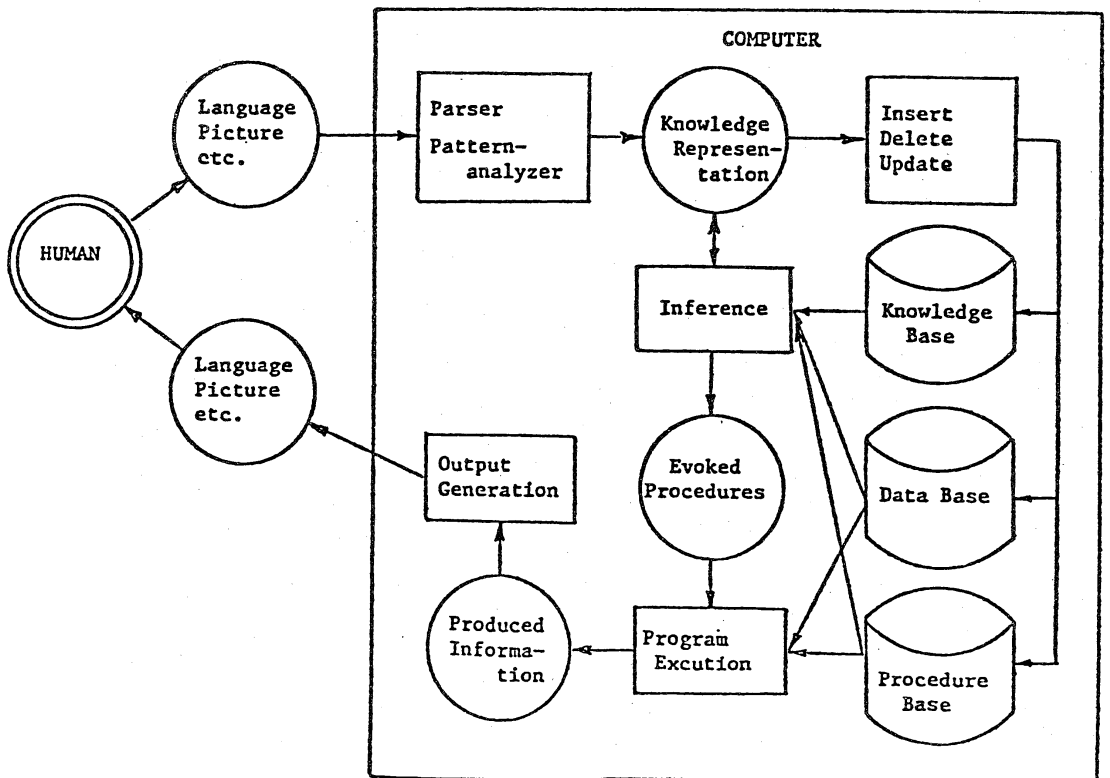 COMPUTER
Language
Picture
etc.
Parser
Pattern-
analyzer
Knowledge
Represen-
tation
Insert
Delete
Update
HUMAN
Inference
Knowledge
Base
Language
Picture
etc.
Output
Generation
Evoked
Procedures
Data Base
Produced
Informa-
tion
Program
Excution
Procedure
Base